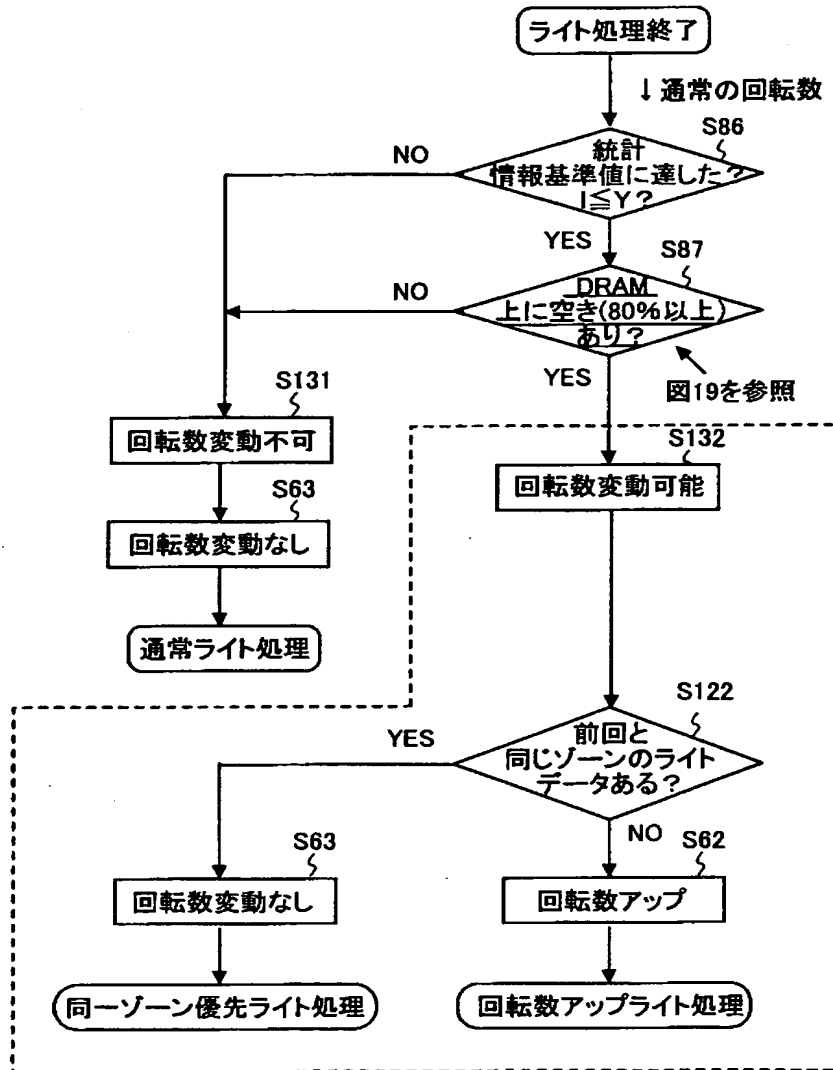 ライト処理終了
↓通常の回転数
S86
NO
統計
情報基準値に達した?
I≦Y?
YES
S87
NO
DRAM
上に空き(80%以上)
あり?
YES
図19を参照
S131
回転数変動不可
S132
回転数変動可能
S63
回転数変動なし
通常ライト処理
S122
YES
前回と
同じゾーンのライト
データある?
NO
S63
回転数変動なし
S62
回転数アップ
同一ゾーン優先ライト処理
回転数アップライト処理